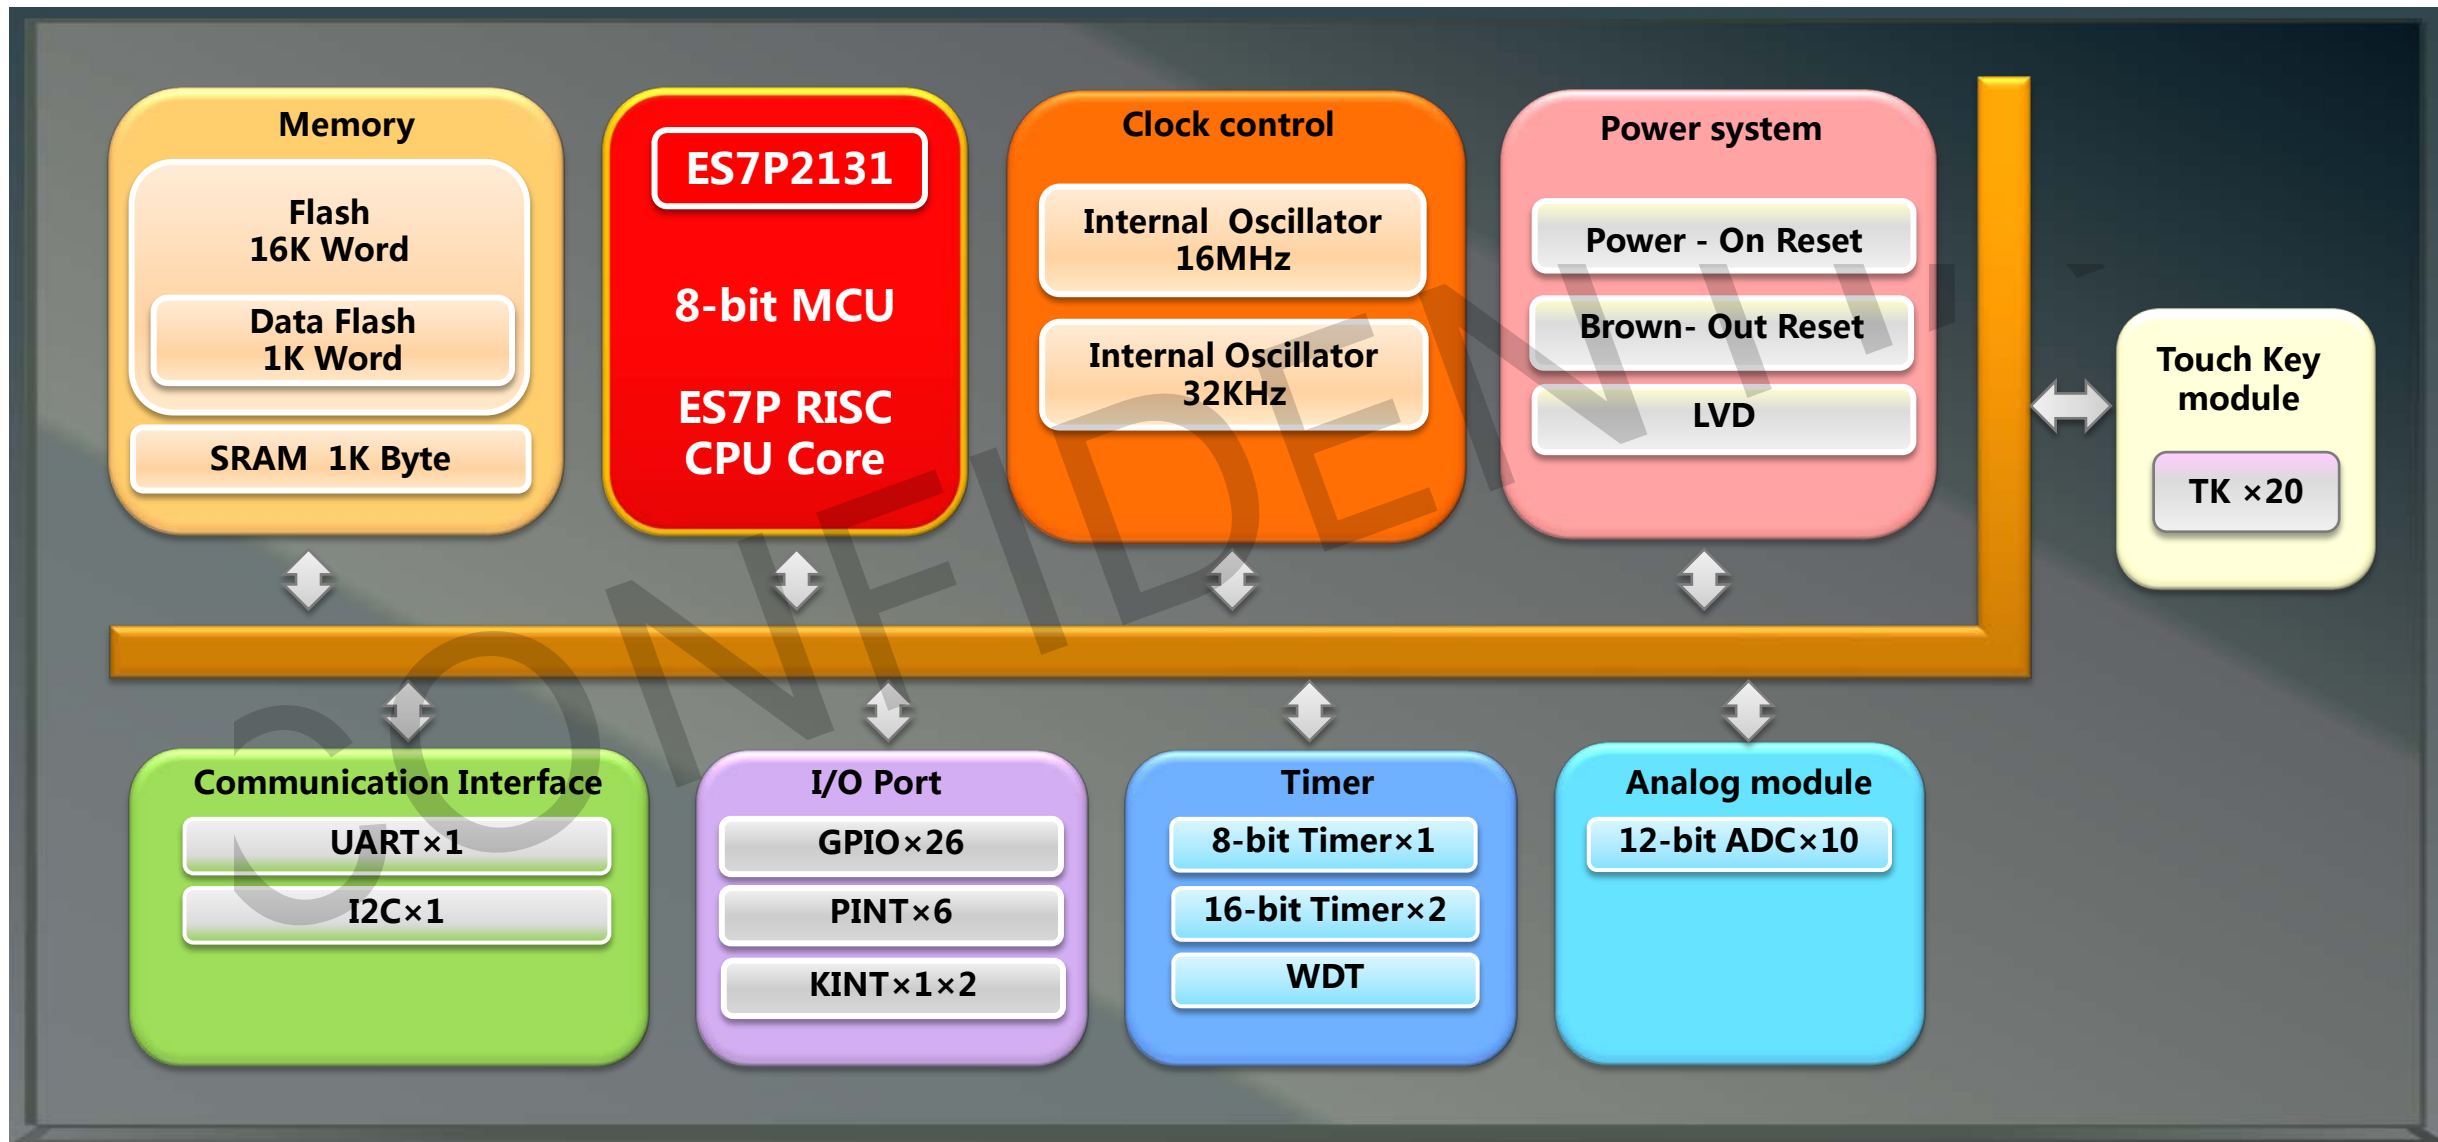 Memory
Flash
16K Word
Data Flash
1K Word
SRAM 1K Byte
ES7P2131
8-bit MCU
ES7P RISC
CPU Core
Clock control
Internal Oscillator
16MHz
Internal Oscillator
32KHz
Power system
Power - On Reset
Brown- Out Reset
LVD
Touch Key
module
TK ×20
Communication Interface
UART×1
I2C×1
I/O Port
GPIO×26
PINT×6
KINT×1×2
Timer
8-bit Timer×1
16-bit Timer×2
WDT
Analog module
12-bit ADC×10